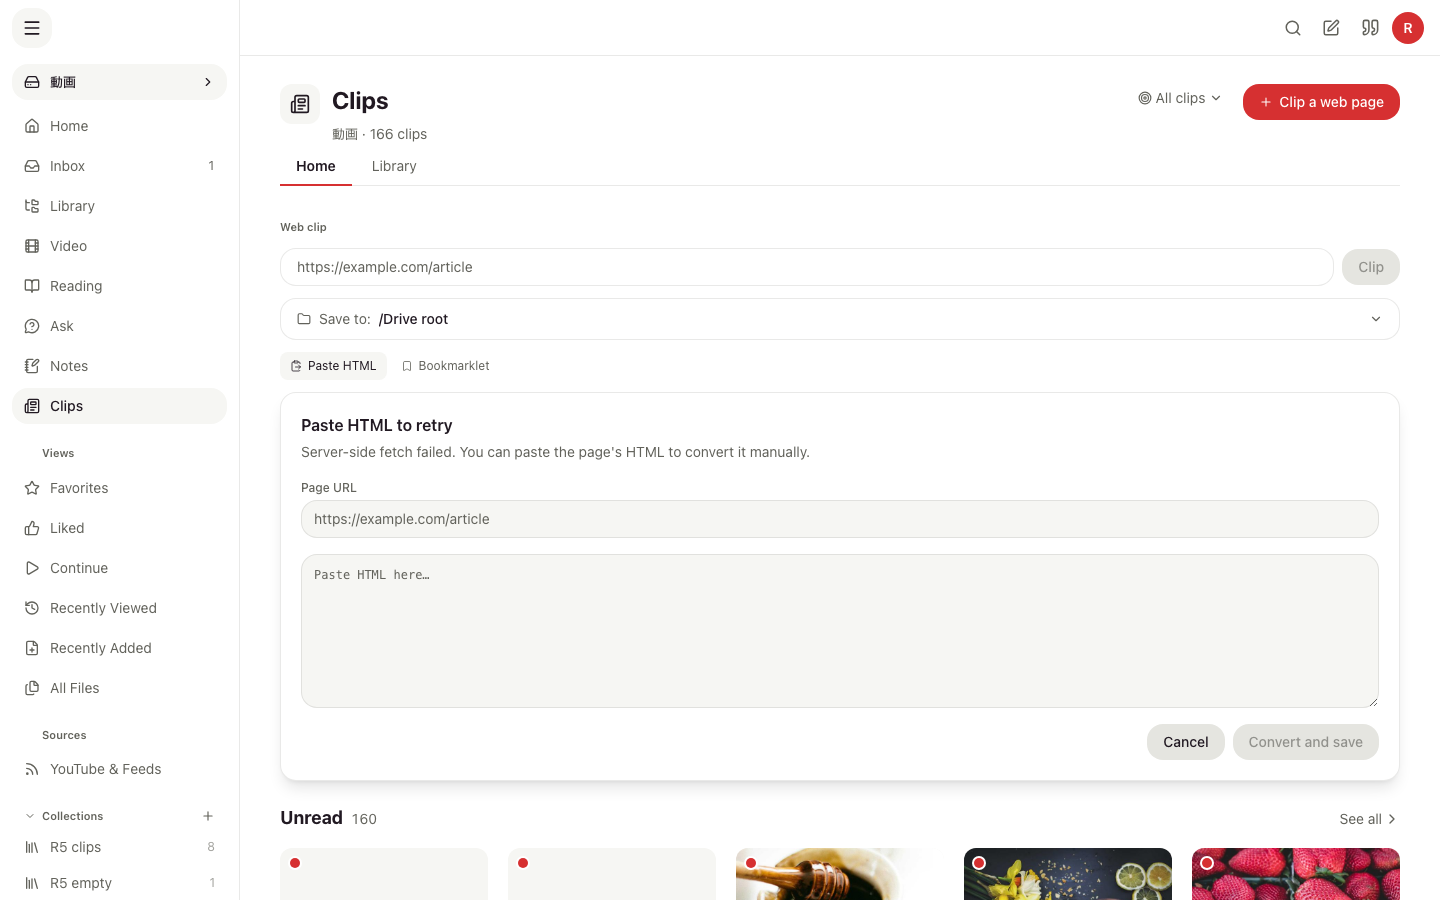 動画
Home
Inbox 1
Library
Video
Reading
Ask
Notes
Clips
Views
Favorites
Liked
Continue
Recently Viewed
Recently Added
All Files
Sources
YouTube & Feeds
Collections
R5 clips 8
R5 empty 1
R
Clips
動画 · 166 clips
All clips
Clip a web page
Home Library
Web clip
https://example.com/article Clip
Save to: /Drive root
Paste HTML Bookmarklet
Paste HTML to retry
Server-side fetch failed. You can paste the page's HTML to convert it manually.
Page URL
https://example.com/article
Paste HTML here…
Cancel Convert and save
Unread 160 See all